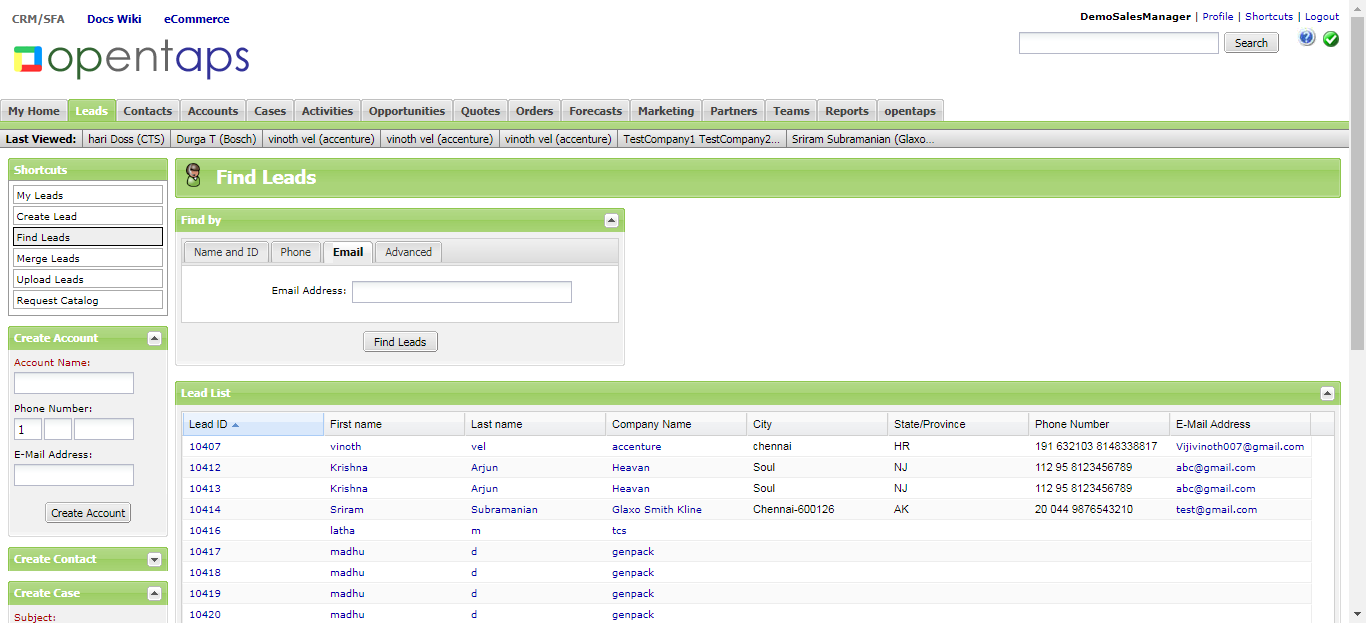 CRM/SFA Docs Wiki eCommerce
DemoSalesManager | Profile | Shortcuts | Logout
opentaps
Search
My Home Leads Contacts Accounts Cases Activities Opportunities Quotes Orders Forecasts Marketing Partners Teams Reports opentaps
Last Viewed: hari Doss (CTS) Durga T (Bosch) vinoth vel (accenture) vinoth vel (accenture) vinoth vel (accenture) TestCompany1 TestCompany2... Sriram Subramanian (Glaxo...
Shortcuts
My Leads
Create Lead
Find Leads
Merge Leads
Upload Leads
Request Catalog
Create Account
Account Name:
Phone Number:
1
E-Mail Address:
Create Account
Create Contact
Create Case
Subject:
Find Leads
Find by
Name and ID Phone Email Advanced
Email Address:
Find Leads
Lead List
Lead ID First name Last name Company Name City State/Province Phone Number E-Mail Address
10407 vinoth vel accenture chennai HR 191 632103 8148338817 Vijivinoth007@gmail.com
10412 Krishna Arjun Heavan Soul NJ 112 95 8123456789 abc@gmail.com
10413 Krishna Arjun Heavan Soul NJ 112 95 8123456789 abc@gmail.com
10414 Sriram Subramanian Glaxo Smith Kline Chennai-600126 AK 20 044 9876543210 test@gmail.com
10416 latha m tcs
10417 madhu d genpack
10418 madhu d genpack
10419 madhu d genpack
10420 madhu d genpack